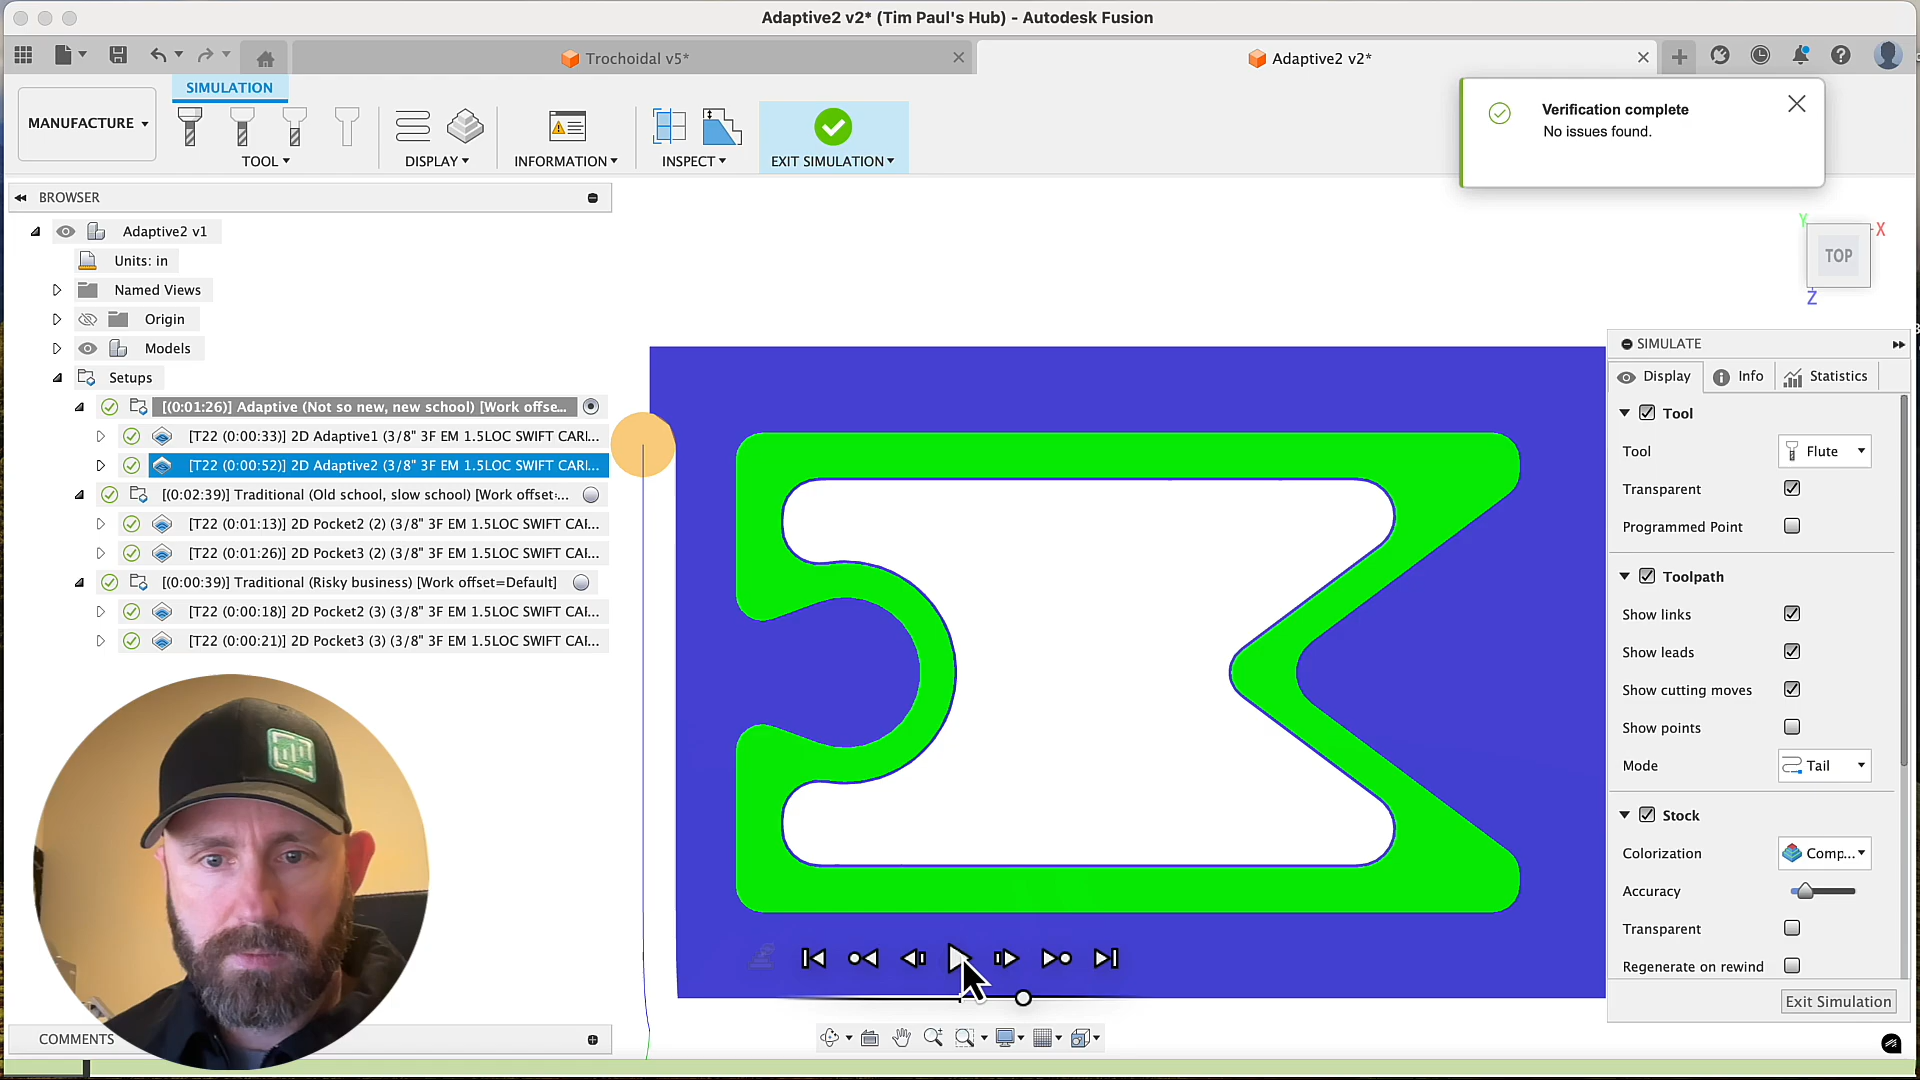 Adaptive2 v2* (Tim Paul's Hub) - Autodesk Fusion
Trochoidal v5*
Adaptive2 v2*
SIMULATION
MANUFACTURE
TOOL
DISPLAY
INFORMATION
INSPECT
EXIT SIMULATION
Verification complete
No issues found.
BROWSER
Adaptive2 v1
Units: in
Named Views
Origin
Models
Setups
[(0:01:26)] Adaptive (Not so new, new school) [Work offse...
[T22 (0:00:33)] 2D Adaptive1 (3/8" 3F EM 1.5LOC SWIFT CARI...
[T22 (0:00:52)] 2D Adaptive2 (3/8" 3F EM 1.5LOC SWIFT CARI...
[(0:02:39)] Traditional (Old school, slow school) [Work offset:...
[T22 (0:01:13)] 2D Pocket2 (2) (3/8" 3F EM 1.5LOC SWIFT CAI...
[T22 (0:01:26)] 2D Pocket3 (2) (3/8" 3F EM 1.5LOC SWIFT CAI...
[(0:00:39)] Traditional (Risky business) [Work offset=Default]
[T22 (0:00:18)] 2D Pocket2 (3) (3/8" 3F EM 1.5LOC SWIFT CAI...
[T22 (0:00:21)] 2D Pocket3 (3) (3/8" 3F EM 1.5LOC SWIFT CAI...
Y
X
TOP
Z
SIMULATE
Display
Info
Statistics
Tool
Tool
Flute
Transparent
Programmed Point
Toolpath
Show links
Show leads
Show cutting moves
Show points
Mode
Tail
Stock
Colorization
Comp...
Accuracy
Transparent
Regenerate on rewind
Exit Simulation
COMMENTS